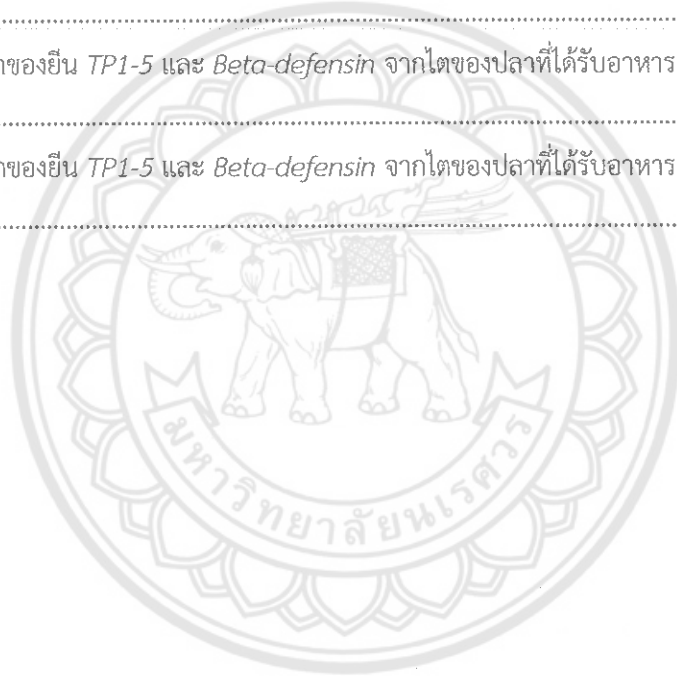 ของยีน TP1-5 และ Beta-defensin จากไตของปลาที่ได้รับอาหาร
ของยีน TP1-5 และ Beta-defensin จากไตของปลาที่ได้รับอาหาร
มหาวิทยาลัยนเรศวร